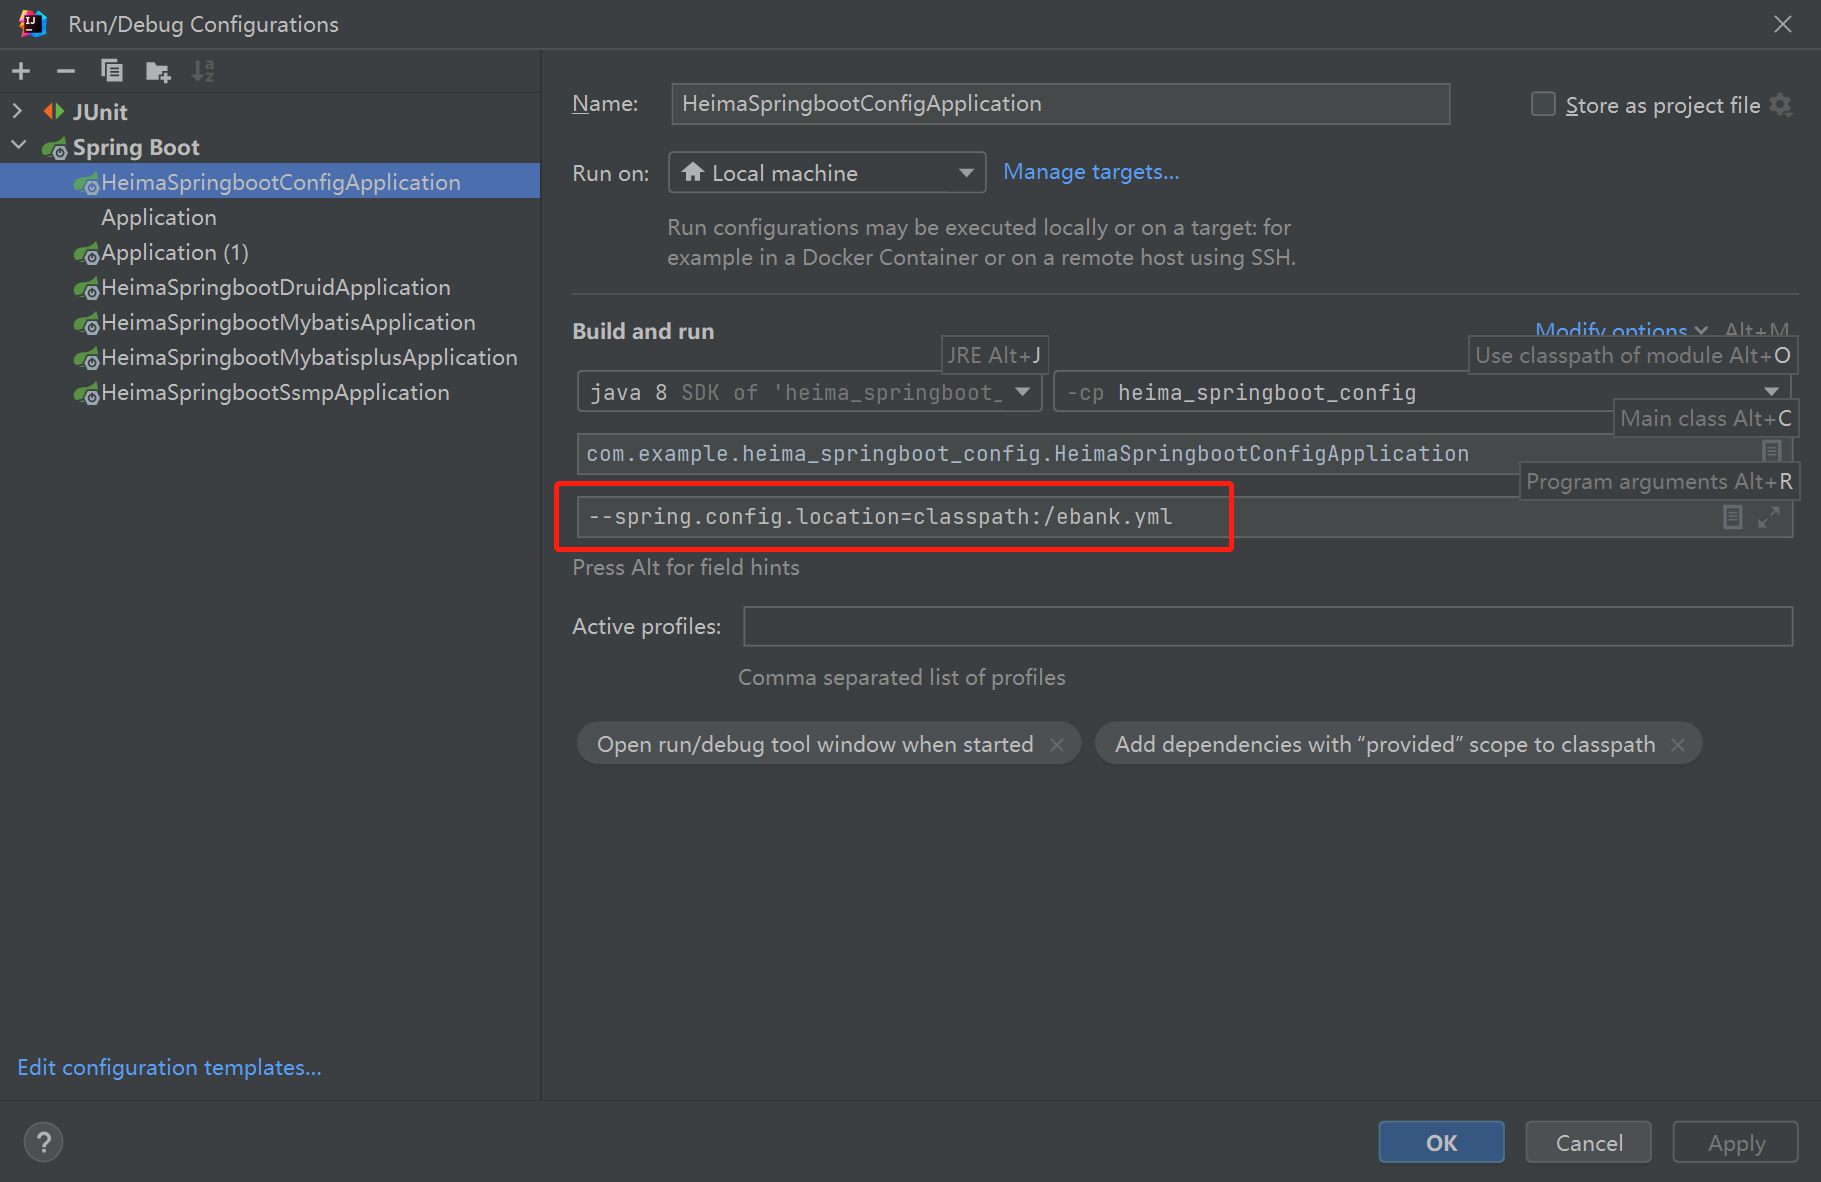 Run/Debug Configurations
JUnit
Spring Boot
HeimaSpringbootConfigApplication
Application
Application (1)
HeimaSpringbootDruidApplication
HeimaSpringbootMybatisApplication
HeimaSpringbootMybatisplusApplication
HeimaSpringbootSsmpApplication
Edit configuration templates...
Name: HeimaSpringbootConfigApplication Store as project file
Run on: Local machine Manage targets...
Run configurations may be executed locally or on a target: for
example in a Docker Container or on a remote host using SSH.
Build and run Modify options Alt+M
JRE Alt+J Use classpath of module Alt+O
java 8 SDK of 'heima_springboot_ -cp heima_springboot_config
Main class Alt+C
com.example.heima_springboot_config.HeimaSpringbootConfigApplication
Program arguments Alt+R
--spring.config.location=classpath:/ebank.yml
Press Alt for field hints
Active profiles:
Comma separated list of profiles
Open run/debug tool window when started Add dependencies with “provided” scope to classpath
? OK Cancel Apply